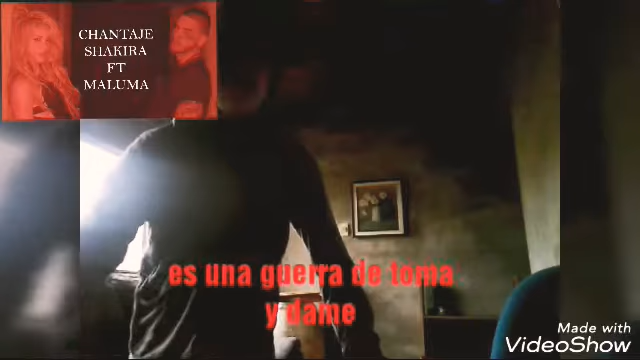 CHANTAJE
SHAKIRA
FT
MALUMA
es una guerra de toma
y dame
Made with
VideoShow